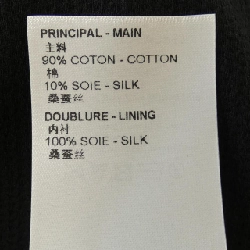 PRINCIPAL - MAIN
主料
90% COTON - COTTON
棉
10% SOIE - SILK
桑蚕丝
DOUBLURE - LINING
内衬
100% SOIE - SILK
桑蚕丝